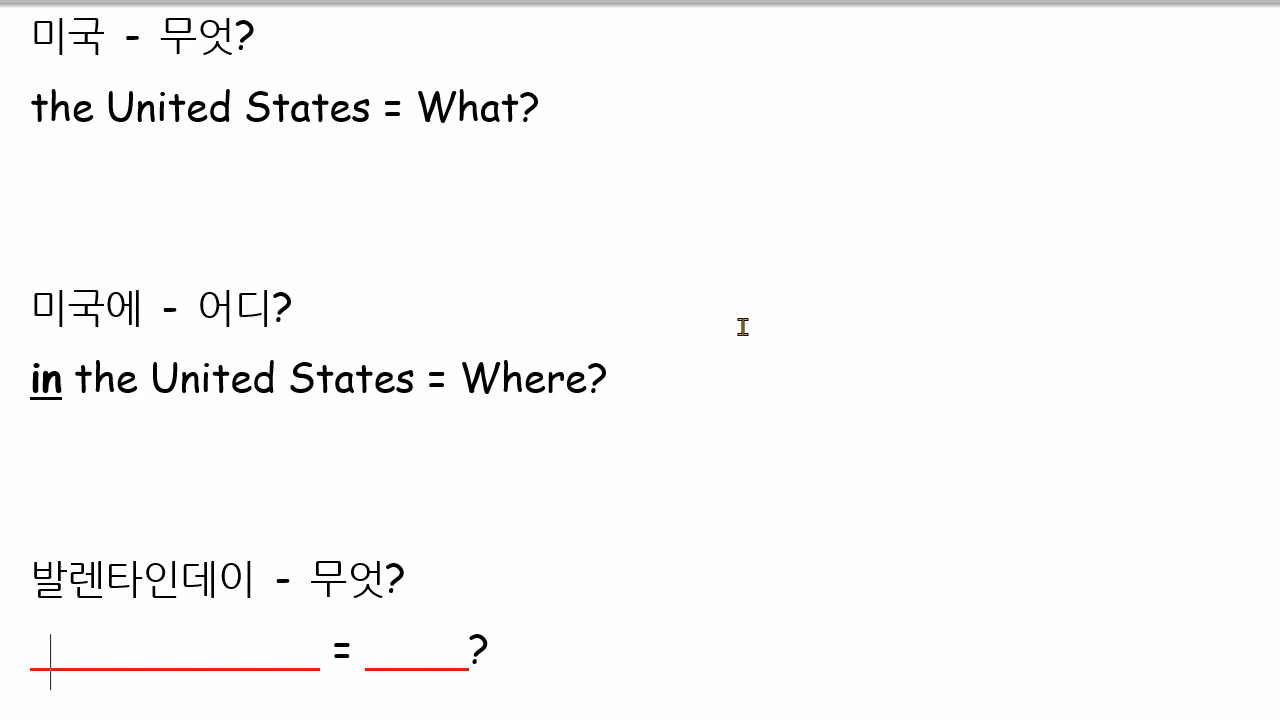 미국 - 무엇?
the United States = What?
미국에 - 어디?
in the United States = Where?
발렌타인데이 - 무엇?
= ?